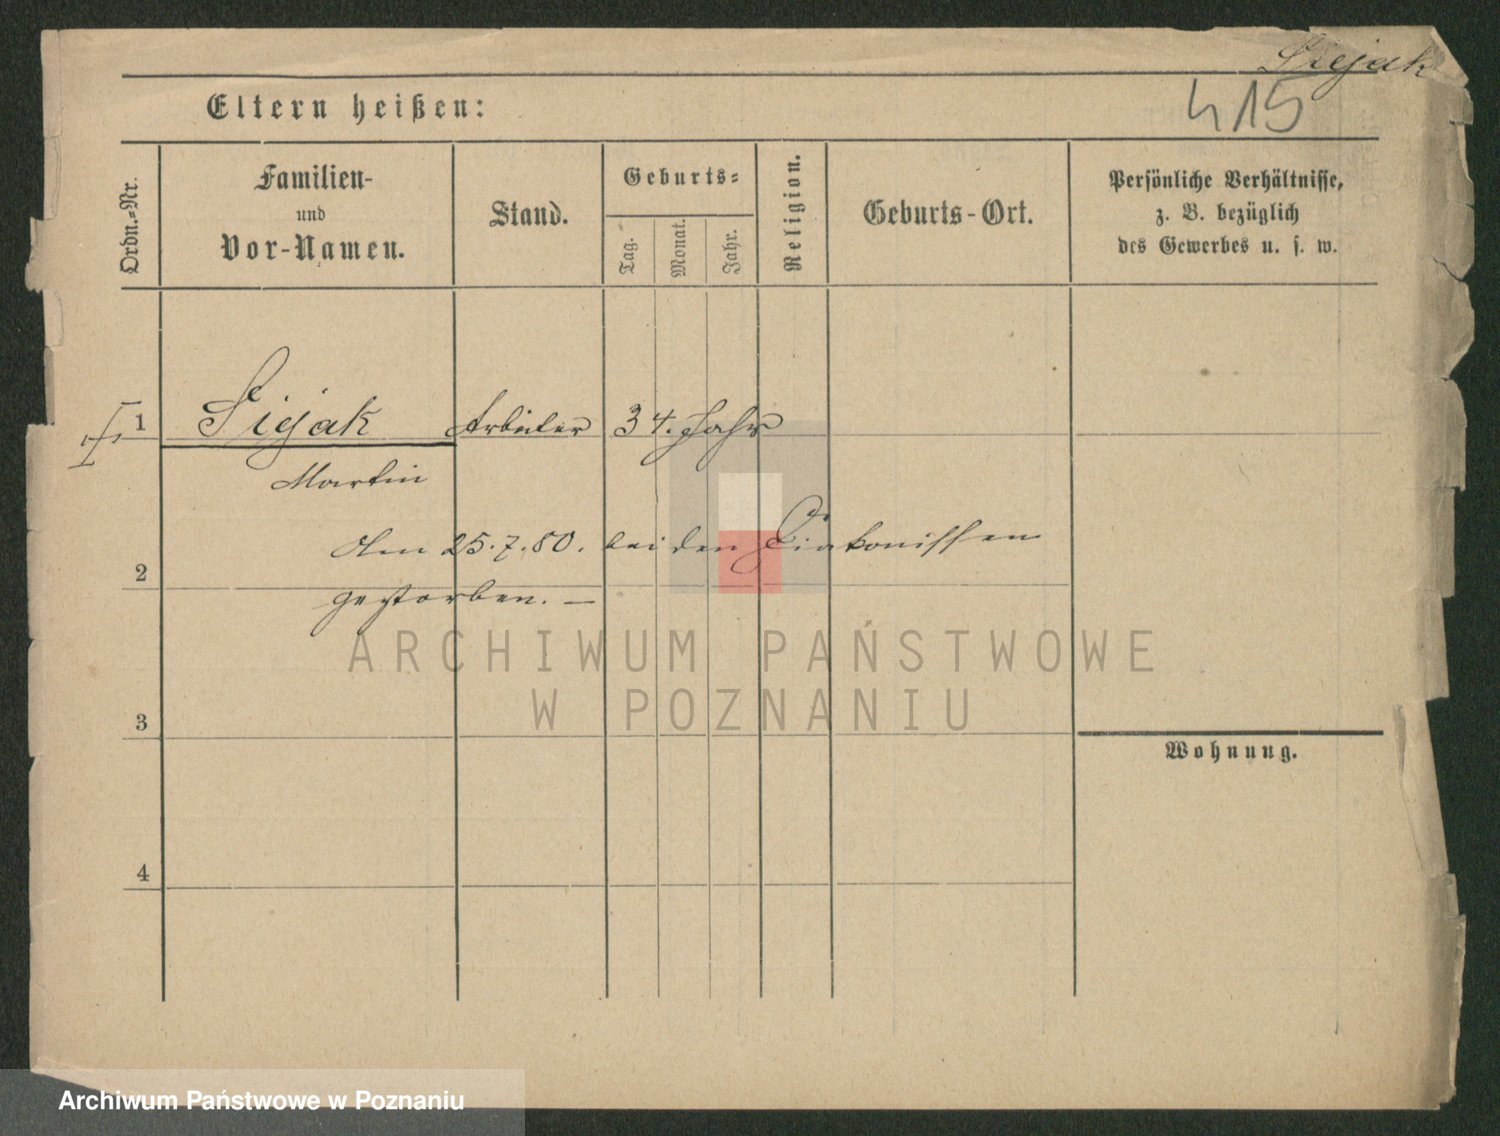 Siejak
415
Eltern heißen:
Ordn.-Nr.
Familien-
und
Vor-Namen.
Stand.
Geburts-
Tag.
Monat.
Jahr.
Religion.
Geburts-Ort.
Persönliche Verhältnisse,
z. B. bezüglich
des Gewerbes u. s. w.
1 Siejak Arbeiter 34. Jahr
Martin
Am 25.7.80. bei den Diakonissen
2
gestorben. —
3
Wohnung.
4
ARCHIWUM PAŃSTWOWE
W POZNANIU
Archiwum Państwowe w Poznaniu